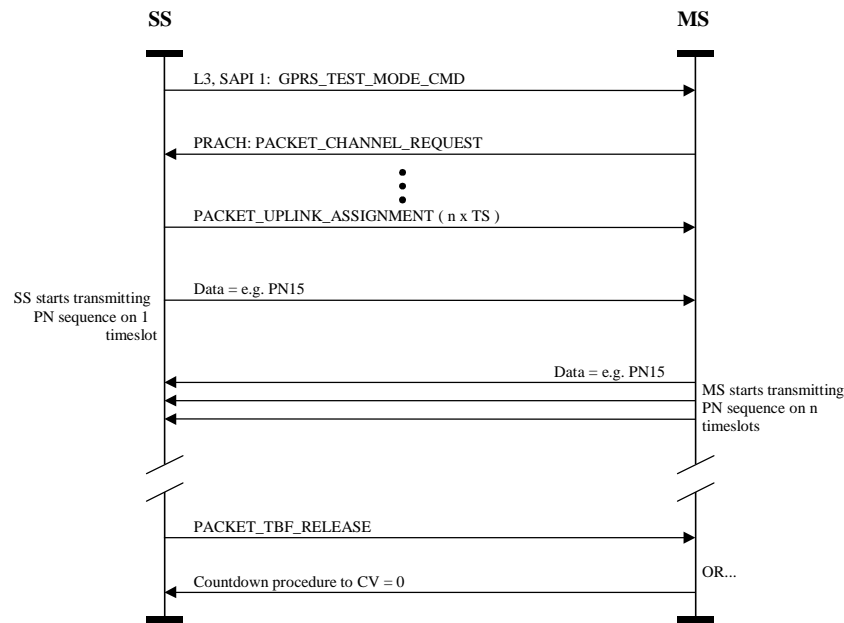 SS
MS
L3, SAPI 1: GPRS_TEST_MODE_CMD
PRACH: PACKET_CHANNEL_REQUEST
PACKET_UPLINK_ASSIGNMENT ( n x TS )
SS starts transmitting
PN sequence on 1
timeslot
Data = e.g. PN15
Data = e.g. PN15
MS starts transmitting
PN sequence on n
timeslots
PACKET_TBF_RELEASE
OR...
Countdown procedure to CV = 0